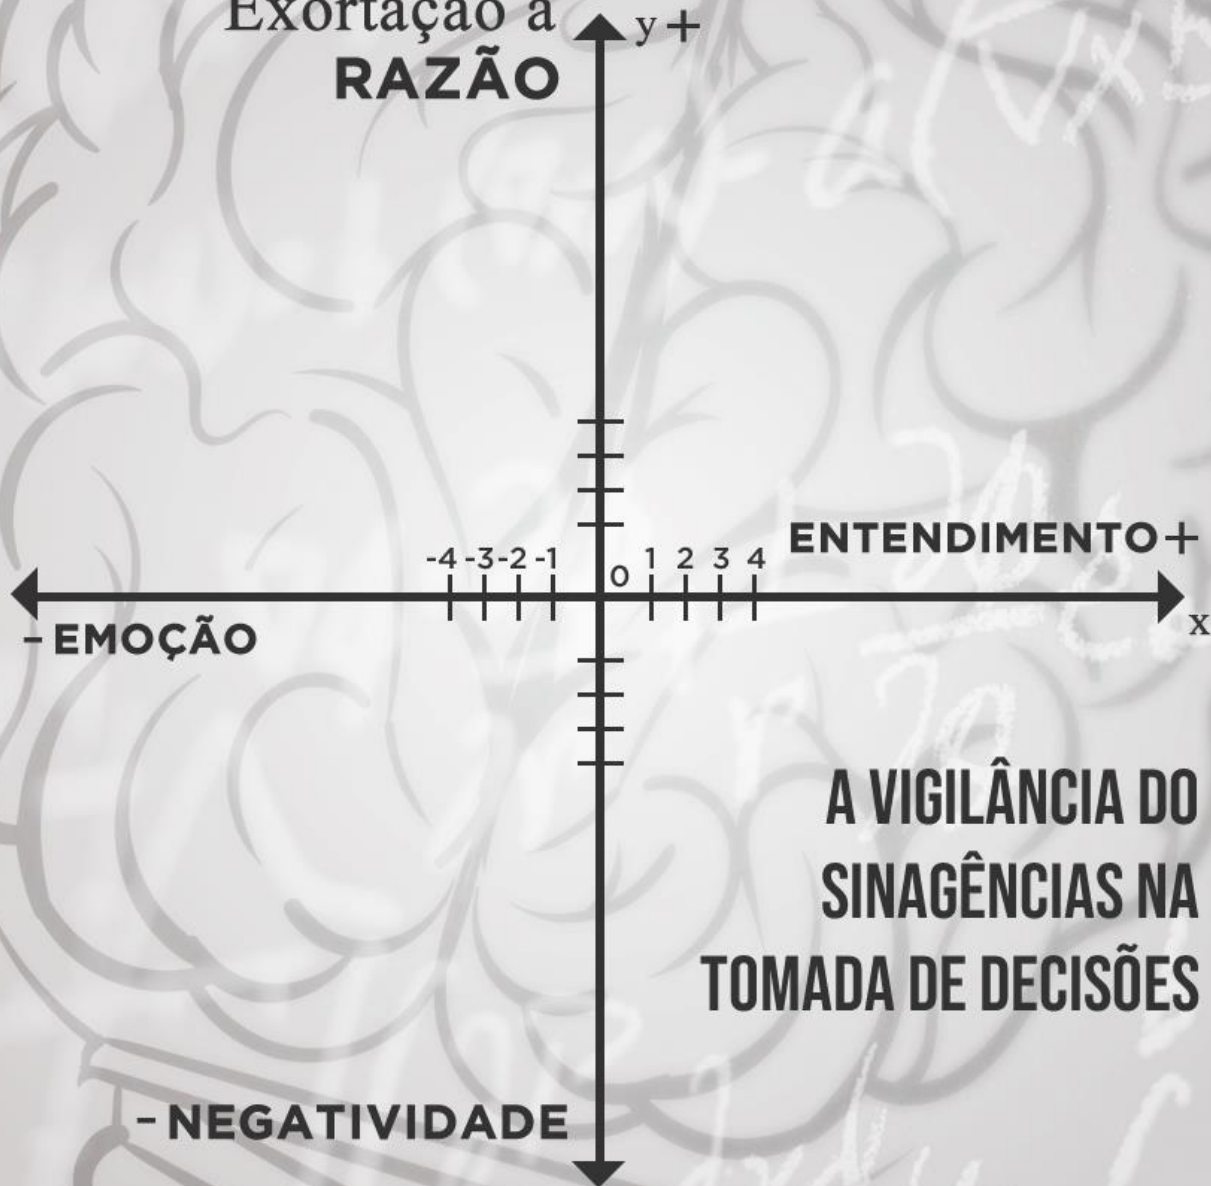 Exortação à
RAZÃO
y +
ENTENDIMENTO+
-4 -3 -2 -1 0 1 2 3 4
x
- EMOÇÃO
A VIGILÂNCIA DO
SINAGÊNCIAS NA
TOMADA DE DECISÕES
- NEGATIVIDADE